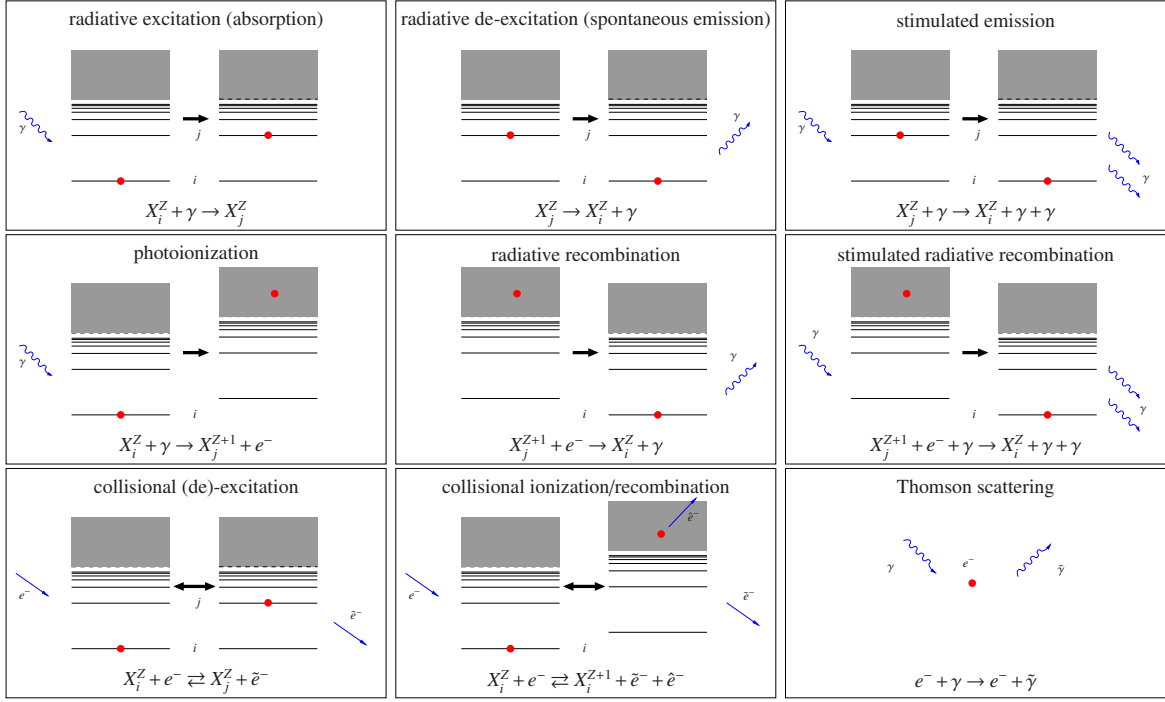 radiative excitation (absorption)
γ
j
i
X_i^Z + γ → X_j^Z
radiative de-excitation (spontaneous emission)
j
γ
i
X_j^Z → X_i^Z + γ
stimulated emission
γ
j
γ
i
X_j^Z + γ → X_i^Z + γ + γ
photoionization
γ
i
X_i^Z + γ → X_j^{Z+1} + e⁻
radiative recombination
γ
i
X_j^{Z+1} + e⁻ → X_i^Z + γ
stimulated radiative recombination
γ
γ
i
X_j^{Z+1} + e⁻ + γ → X_i^Z + γ + γ
collisional (de)-excitation
e⁻
j
ẽ⁻
i
X_i^Z + e⁻ ⇄ X_j^Z + ẽ⁻
collisional ionization/recombination
ê⁻
e⁻
ẽ⁻
i
X_i^Z + e⁻ ⇄ X_i^{Z+1} + ẽ⁻ + ê⁻
Thomson scattering
γ
e⁻
γ̃
e⁻ + γ → e⁻ + γ̃